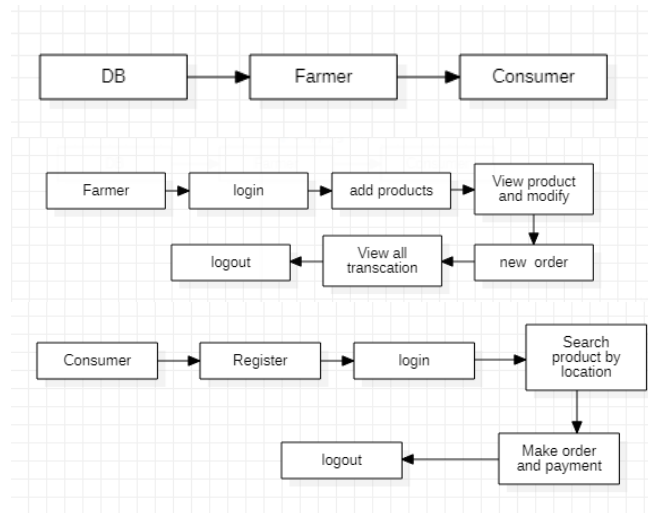 DB
Farmer
Consumer
Farmer
login
add products
View product
and modify
logout
View all
transcation
new order
Consumer
Register
login
Search
product by
location
logout
Make order
and payment